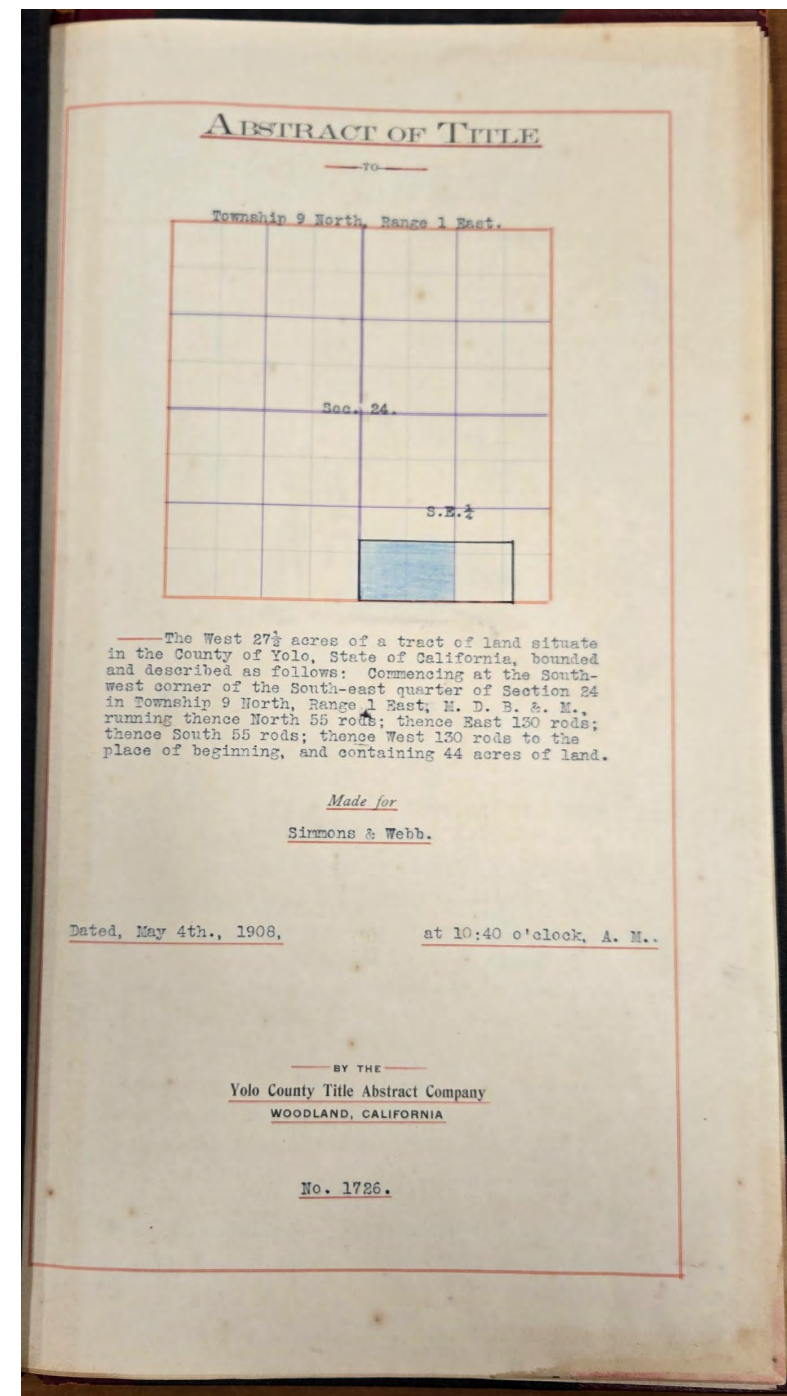 ABSTRACT OF TITLE
TO
Township 9 North, Range 1 East.
Sec. 24.
S.E.¼
The West 27½ acres of a tract of land situate
in the County of Yolo, State of California, bounded
and described as follows: Commencing at the South-
west corner of the South-east quarter of Section 24
in Township 9 North, Range 1 East, M. D. B. &. M.,
running thence North 55 rods; thence East 130 rods;
thence South 55 rods; thence West 130 rods to the
place of beginning, and containing 44 acres of land.
Made for
Simmons & Webb.
Dated, May 4th., 1908, at 10:40 o'clock, A. M..
BY THE
Yolo County Title Abstract Company
WOODLAND, CALIFORNIA
No. 1726.